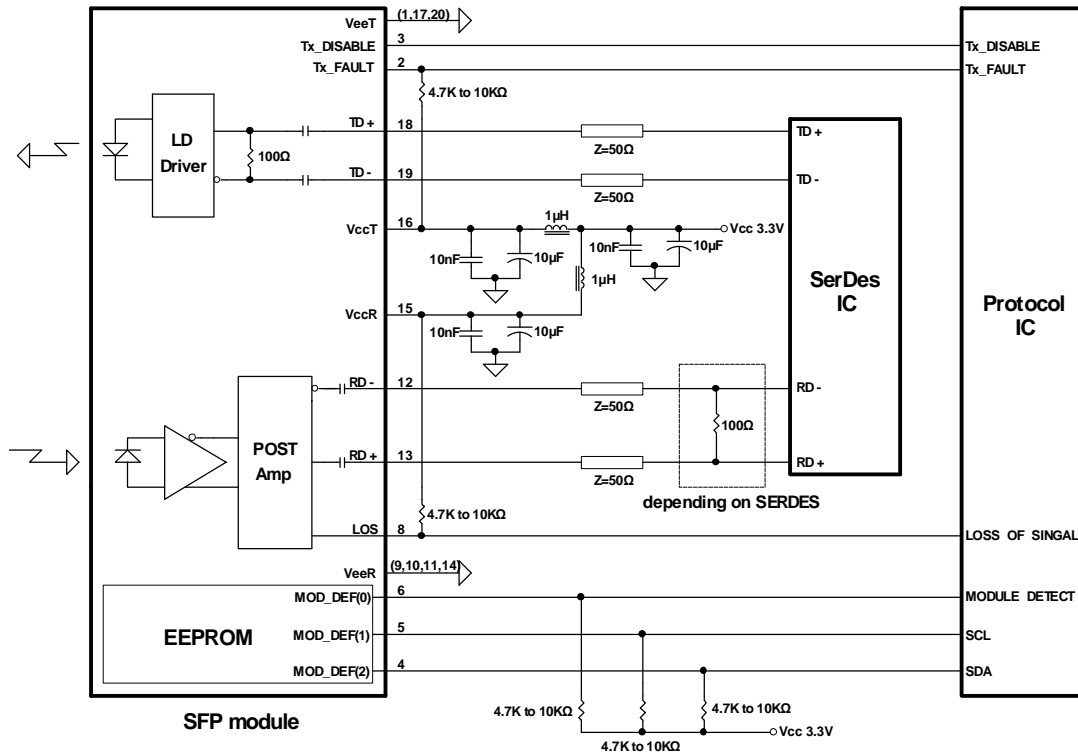 VeeT (1,17,20)
Tx_DISABLE 3 Tx_DISABLE
Tx_FAULT 2 Tx_FAULT
4.7K to 10KΩ
LD
Driver
100Ω
TD+ 18 Z=50Ω TD+
TD- 19 Z=50Ω TD-
VccT 16 1µH Vcc 3.3V
10nF 10µF 10nF 10µF
1µH
VccR 15
10nF 10µF
SerDes
IC
Protocol
IC
RD- 12 Z=50Ω RD-
100Ω
POST
Amp
RD+ 13 Z=50Ω RD+
depending on SERDES
4.7K to 10KΩ
LOS 8 LOSS OF SINGAL
VeeR (9,10,11,14)
MOD_DEF(0) 6 MODULE DETECT
EEPROM
MOD_DEF(1) 5 SCL
MOD_DEF(2) 4 SDA
4.7K to 10KΩ 4.7K to 10KΩ
SFP module
Vcc 3.3V
4.7K to 10KΩ